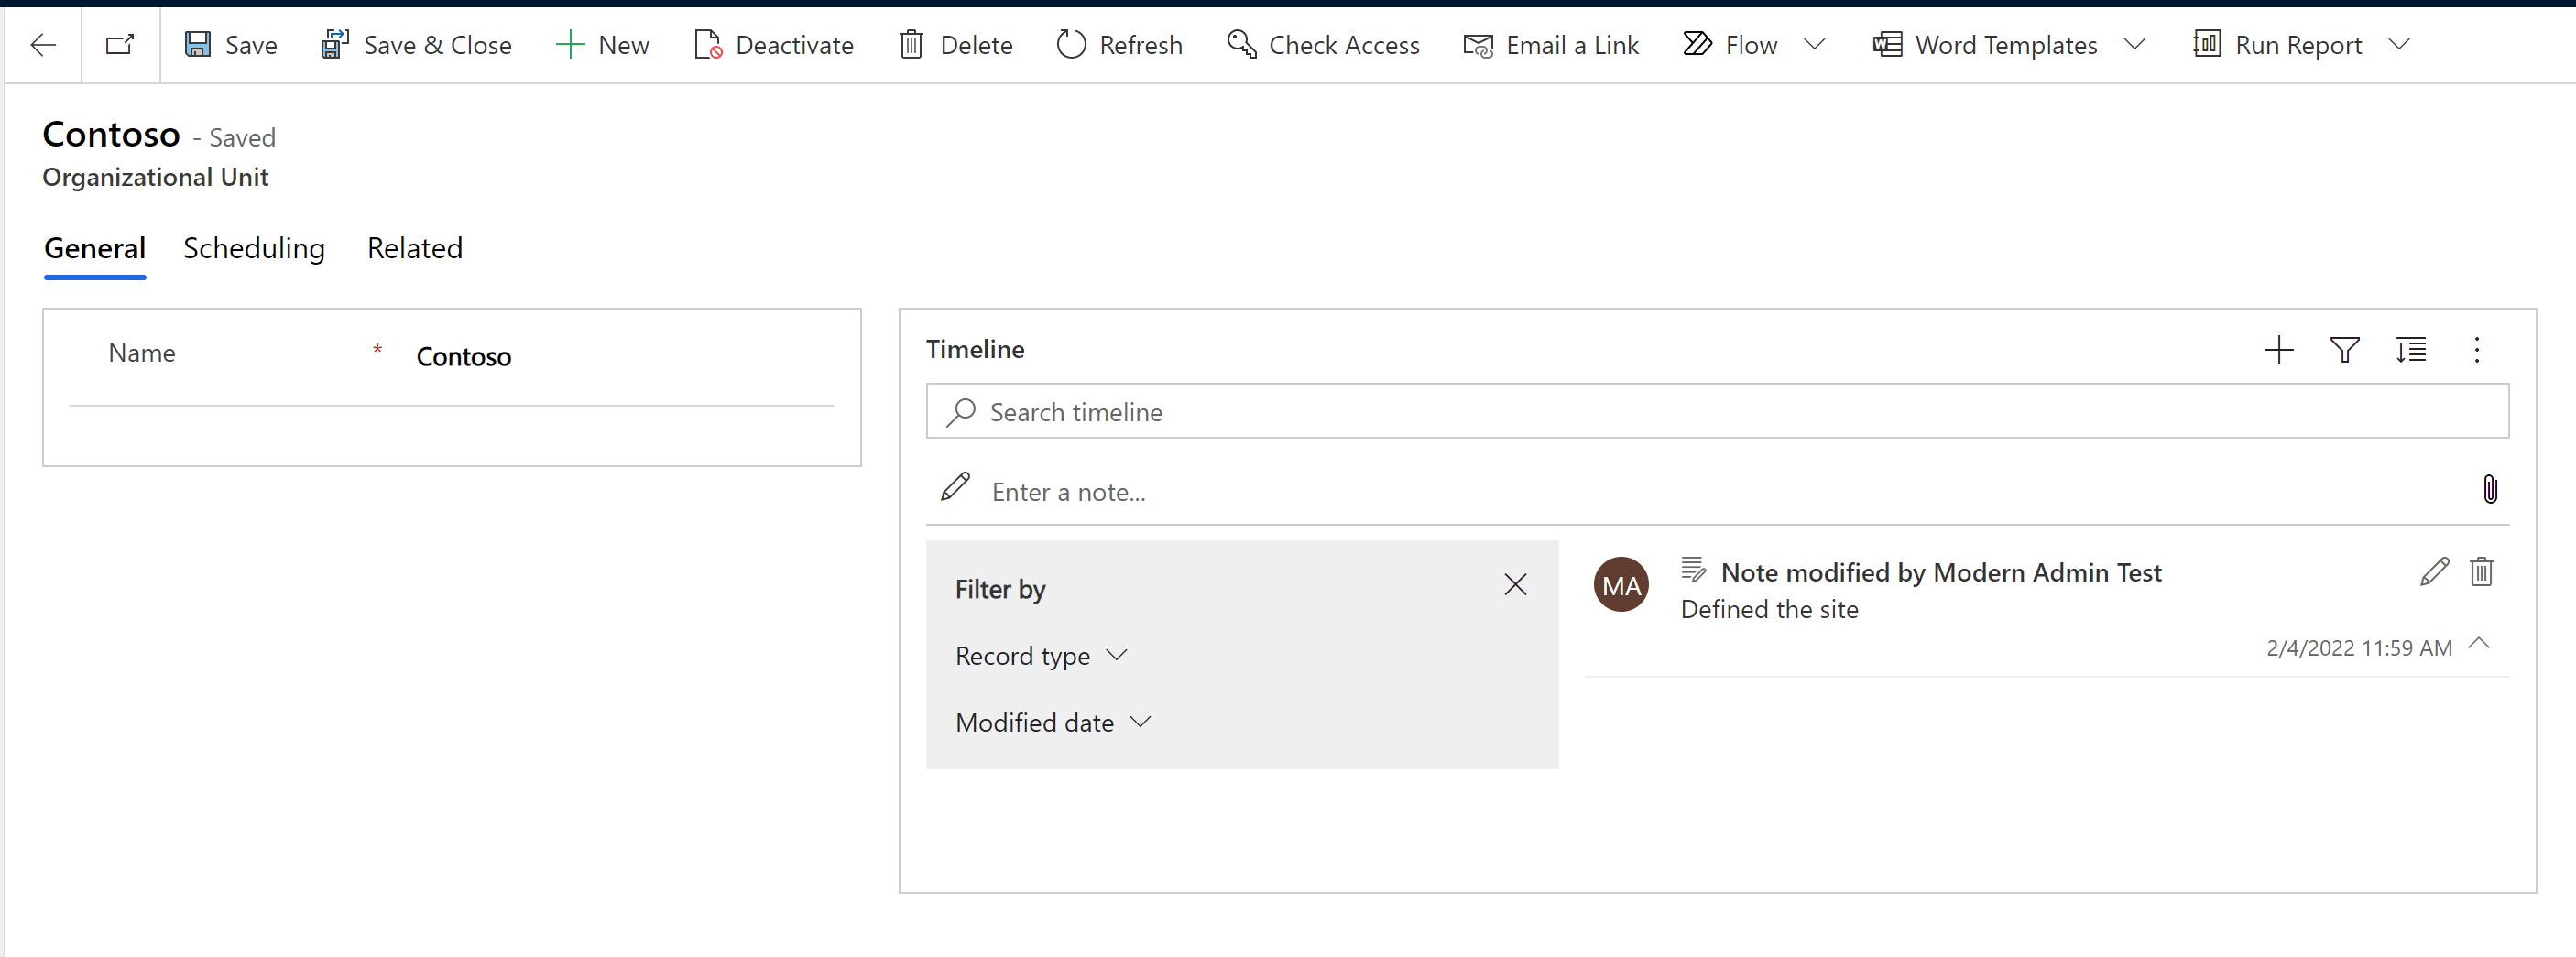 Save Save & Close New Deactivate Delete Refresh Check Access Email a Link Flow Word Templates Run Report
Contoso - Saved
Organizational Unit
General Scheduling Related
Name * Contoso
Timeline
Search timeline
Enter a note...
Filter by
Record type
Modified date
MA
Note modified by Modern Admin Test
Defined the site
2/4/2022 11:59 AM